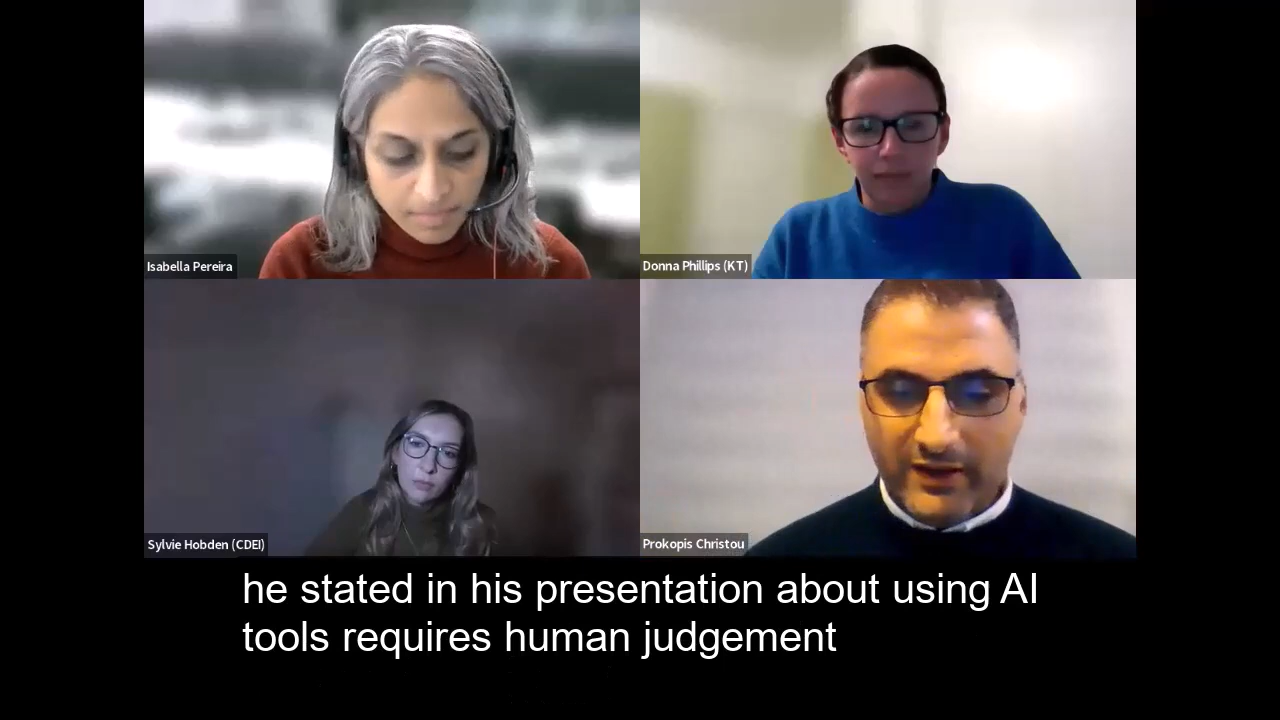 Isabella Pereira
Donna Phillips (KT)
Sylvie Hobden (CDEI)
Prokopis Christou
he stated in his presentation about using AI
tools requires human judgement